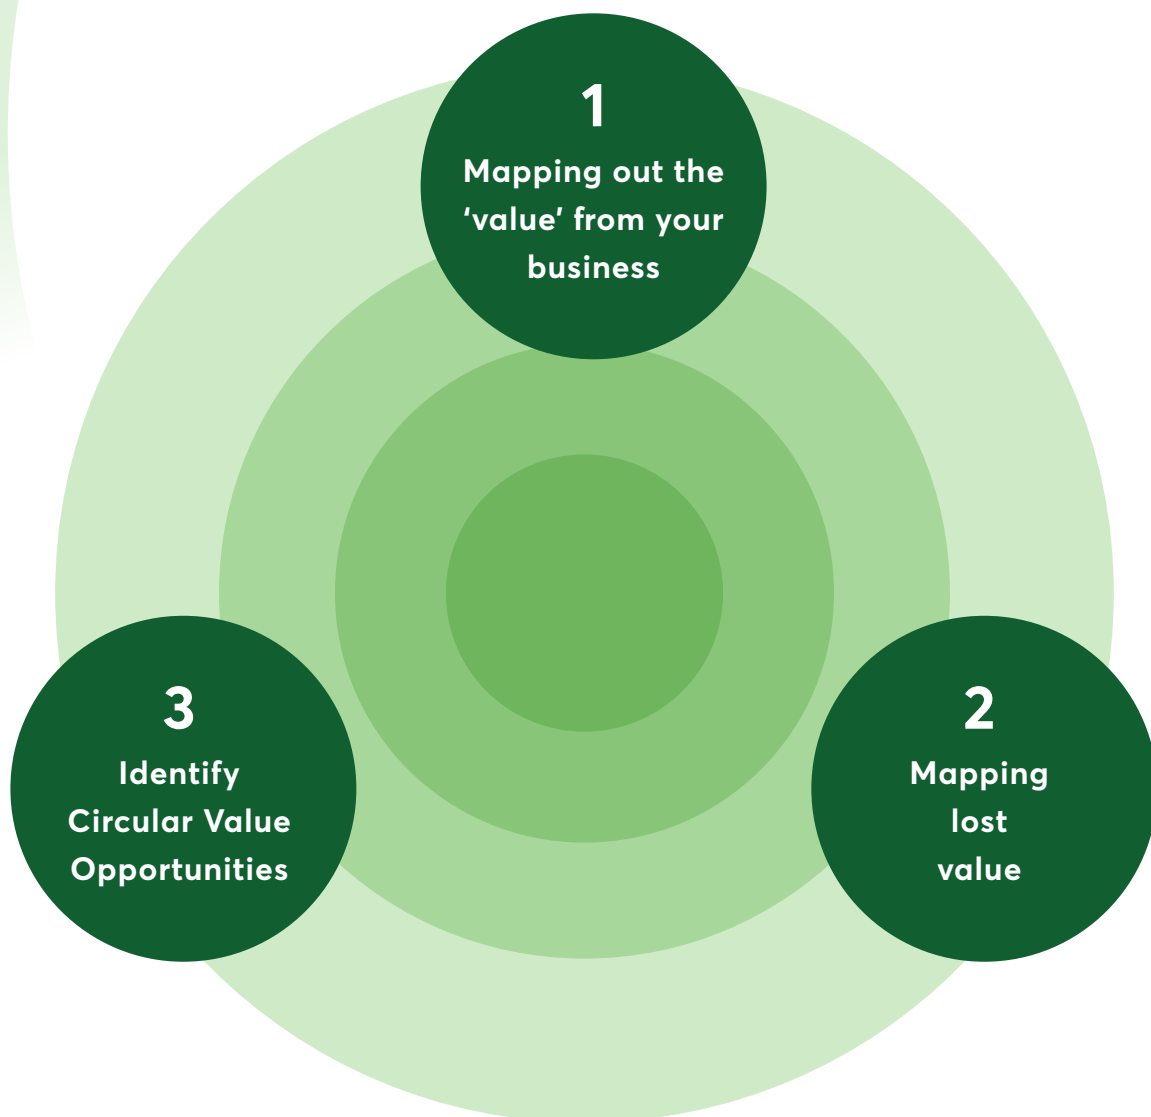 1
Mapping out the
‘value’ from your
business
2
Mapping
lost
value
3
Identify
Circular Value
Opportunities